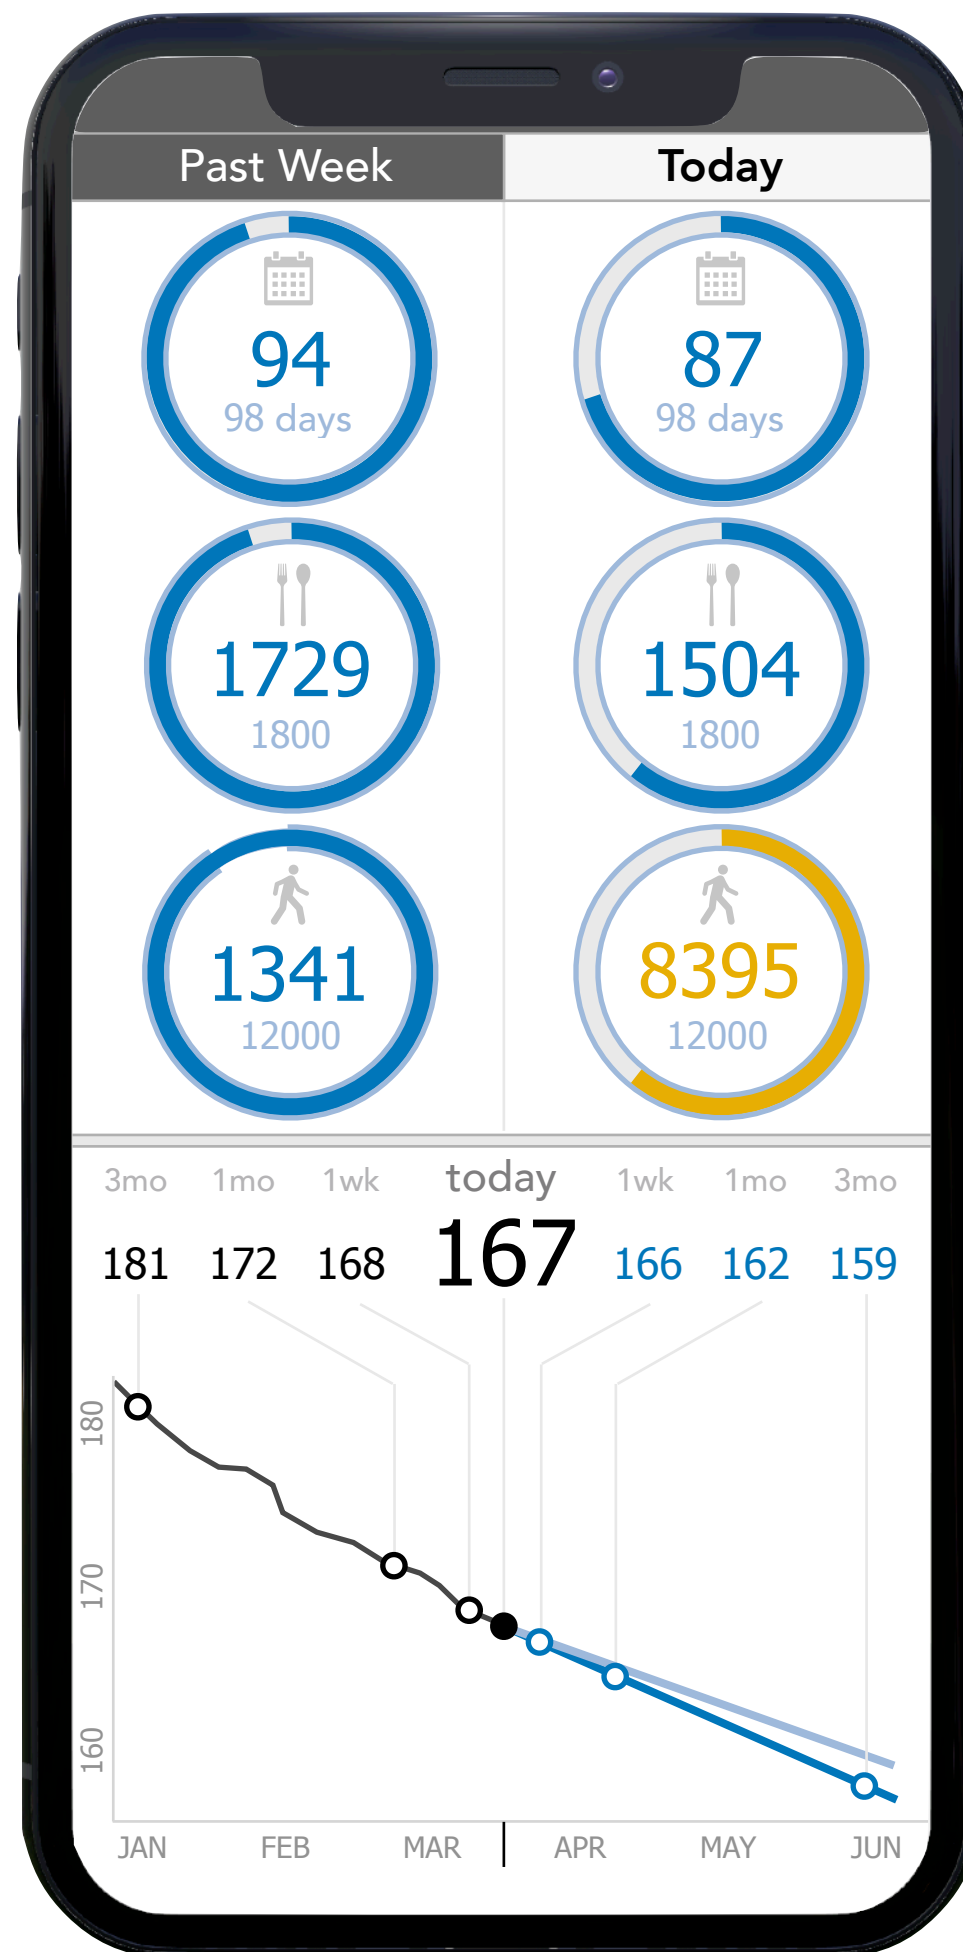 Past Week Today
94 87
98 days 98 days
1729 1504
1800 1800
1341 8395
12000 12000
3mo 1mo 1wk today 1wk 1mo 3mo
181 172 168 167 166 162 159
180
170
160
JAN FEB MAR APR MAY JUN